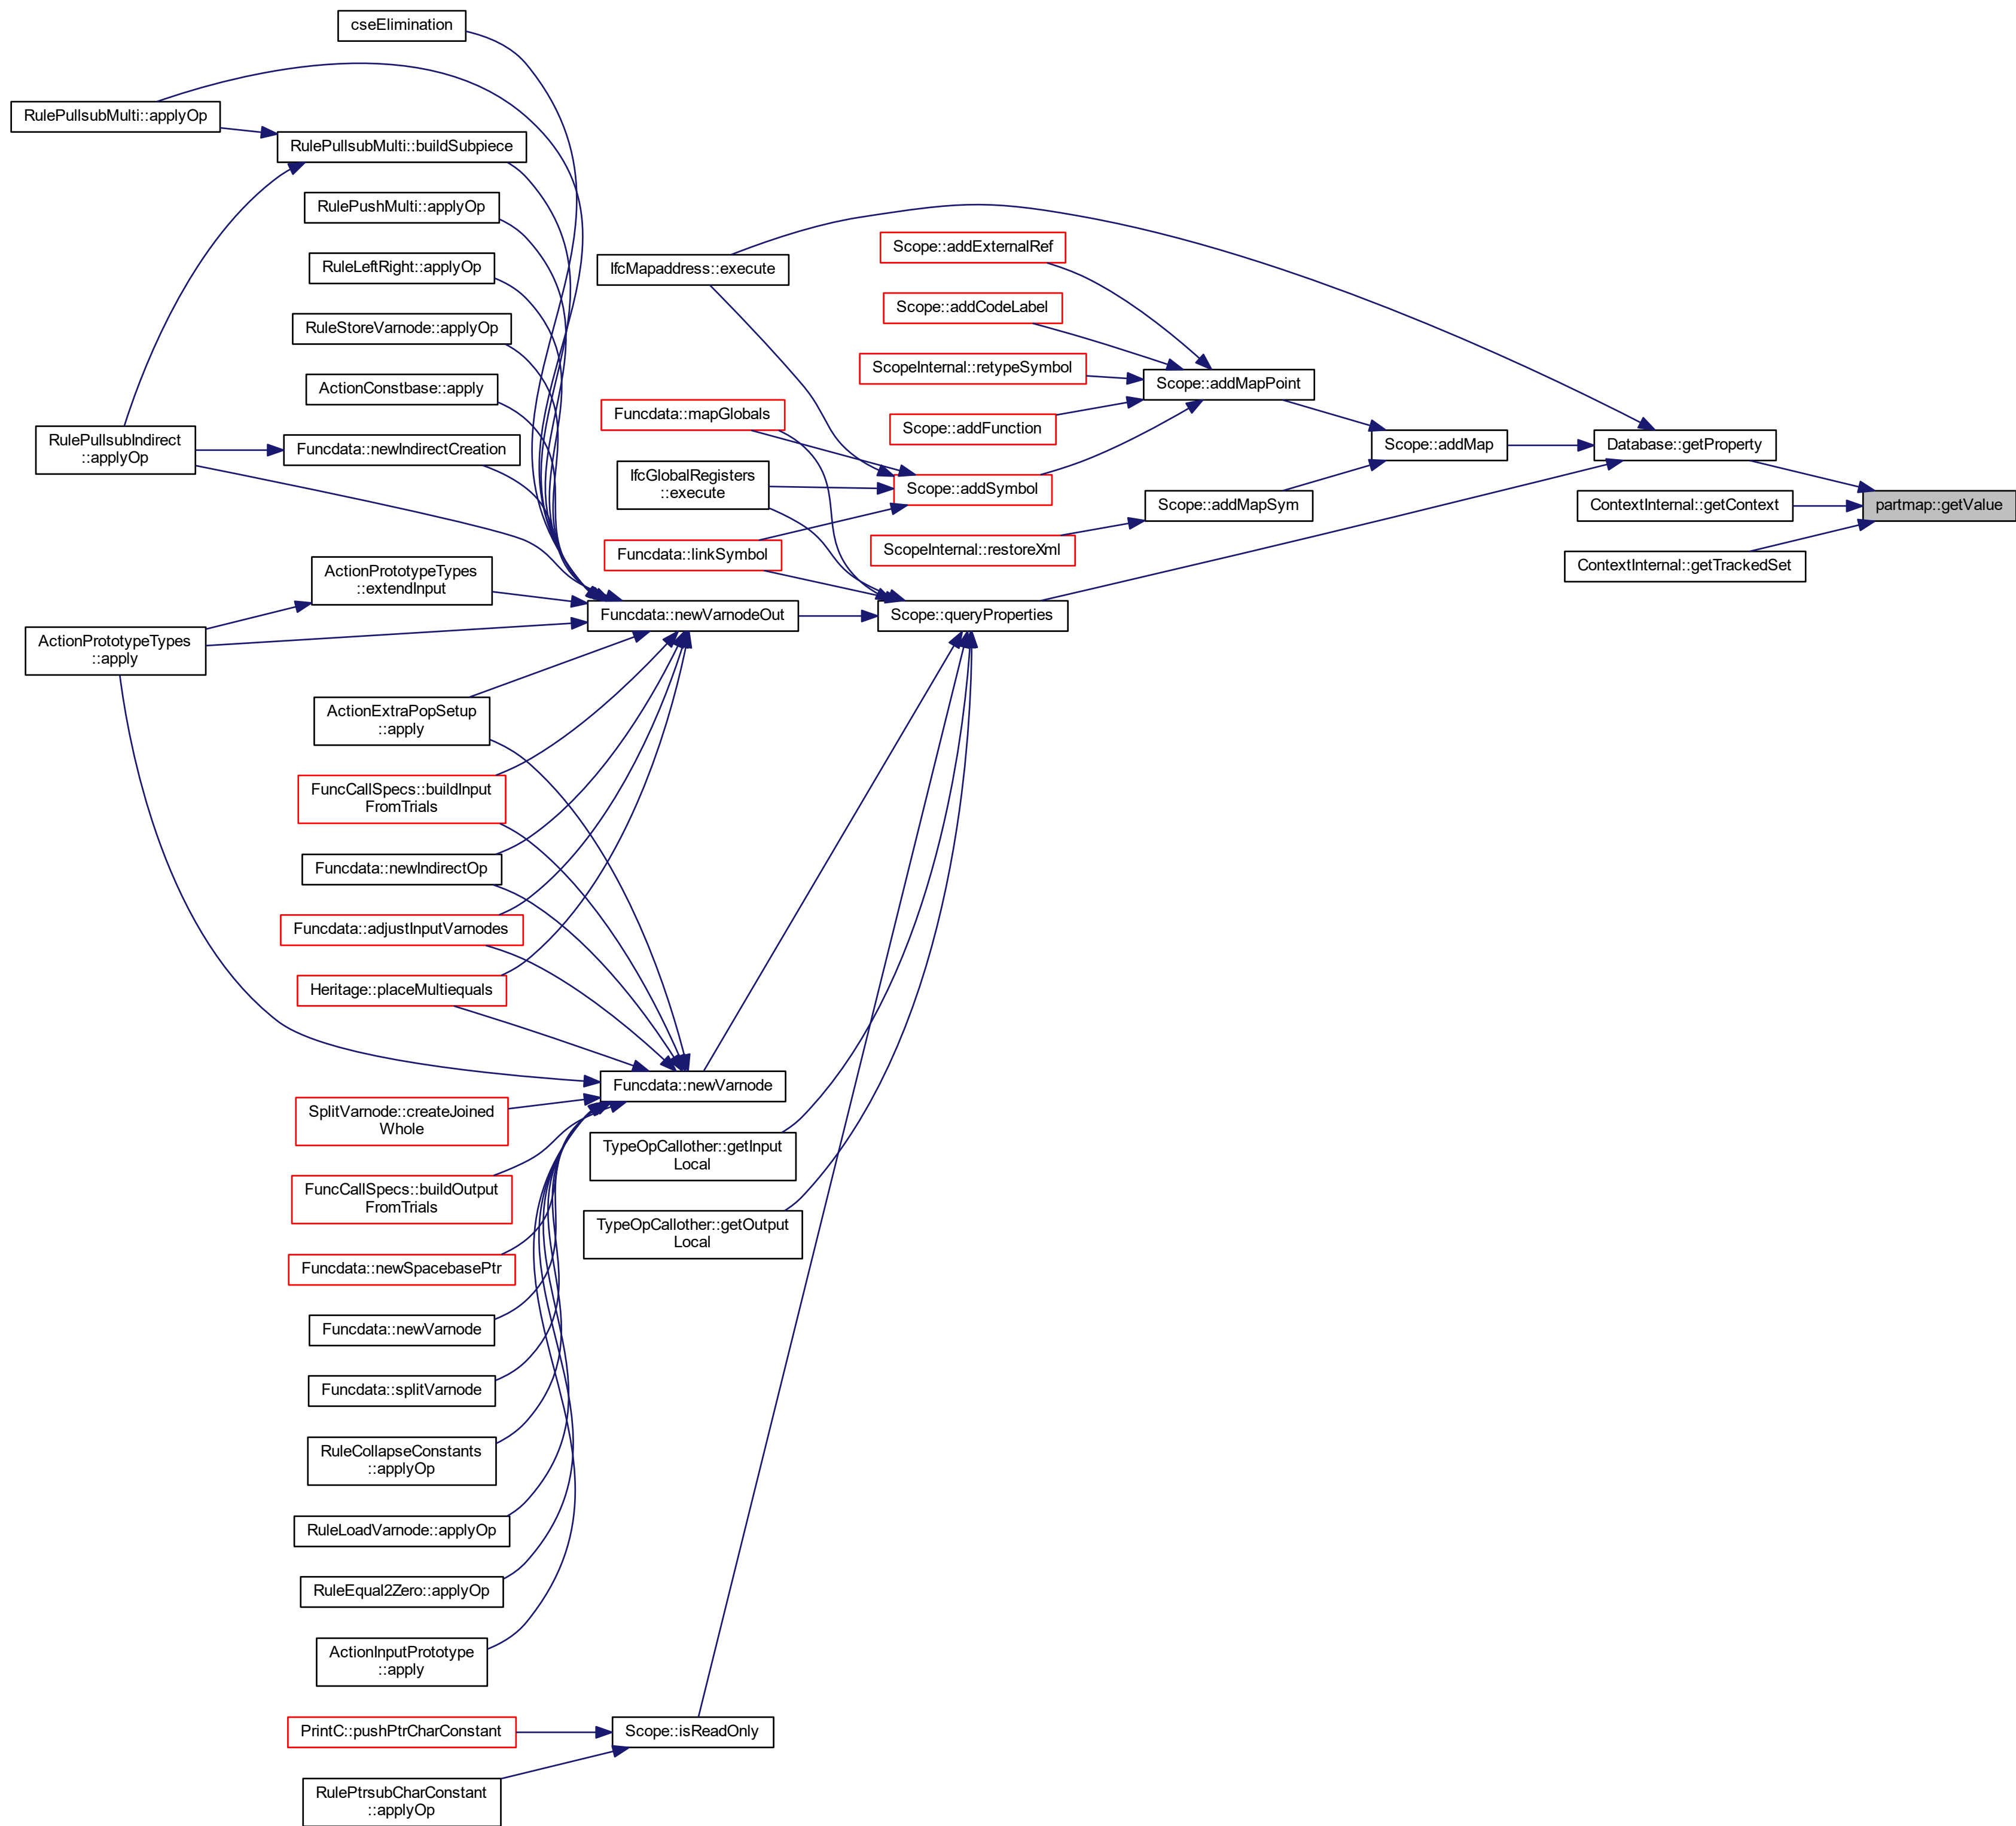 cseElimination
RulePullsubMulti::applyOp
RulePullsubMulti::buildSubpiece
RulePushMulti::applyOp
RuleLeftRight::applyOp
RuleStoreVarnode::applyOp
ActionConstbase::apply
RulePullsubIndirect
::applyOp
Funcdata::newIndirectCreation
ActionPrototypeTypes
::extendInput
ActionPrototypeTypes
::apply
ActionExtraPopSetup
::apply
FuncCallSpecs::buildInput
FromTrials
Funcdata::newIndirectOp
Funcdata::adjustInputVarnodes
Heritage::placeMultiequals
SplitVarnode::createJoined
Whole
FuncCallSpecs::buildOutput
FromTrials
Funcdata::newSpacebasePtr
Funcdata::newVarnode
Funcdata::splitVarnode
RuleCollapseConstants
::applyOp
RuleLoadVarnode::applyOp
RuleEqual2Zero::applyOp
ActionInputPrototype
::apply
PrintC::pushPtrCharConstant
RulePtrsubCharConstant
::applyOp
IfcMapaddress::execute
Funcdata::mapGlobals
IfcGlobalRegisters
::execute
Funcdata::linkSymbol
Funcdata::newVarnodeOut
Funcdata::newVarnode
TypeOpCallother::getInput
Local
TypeOpCallother::getOutput
Local
Scope::isReadOnly
Scope::addExternalRef
Scope::addCodeLabel
ScopeInternal::retypeSymbol
Scope::addFunction
Scope::addSymbol
ScopeInternal::restoreXml
Scope::queryProperties
Scope::addMapPoint
Scope::addMapSym
Scope::addMap
Database::getProperty
ContextInternal::getContext
ContextInternal::getTrackedSet
partmap::getValue